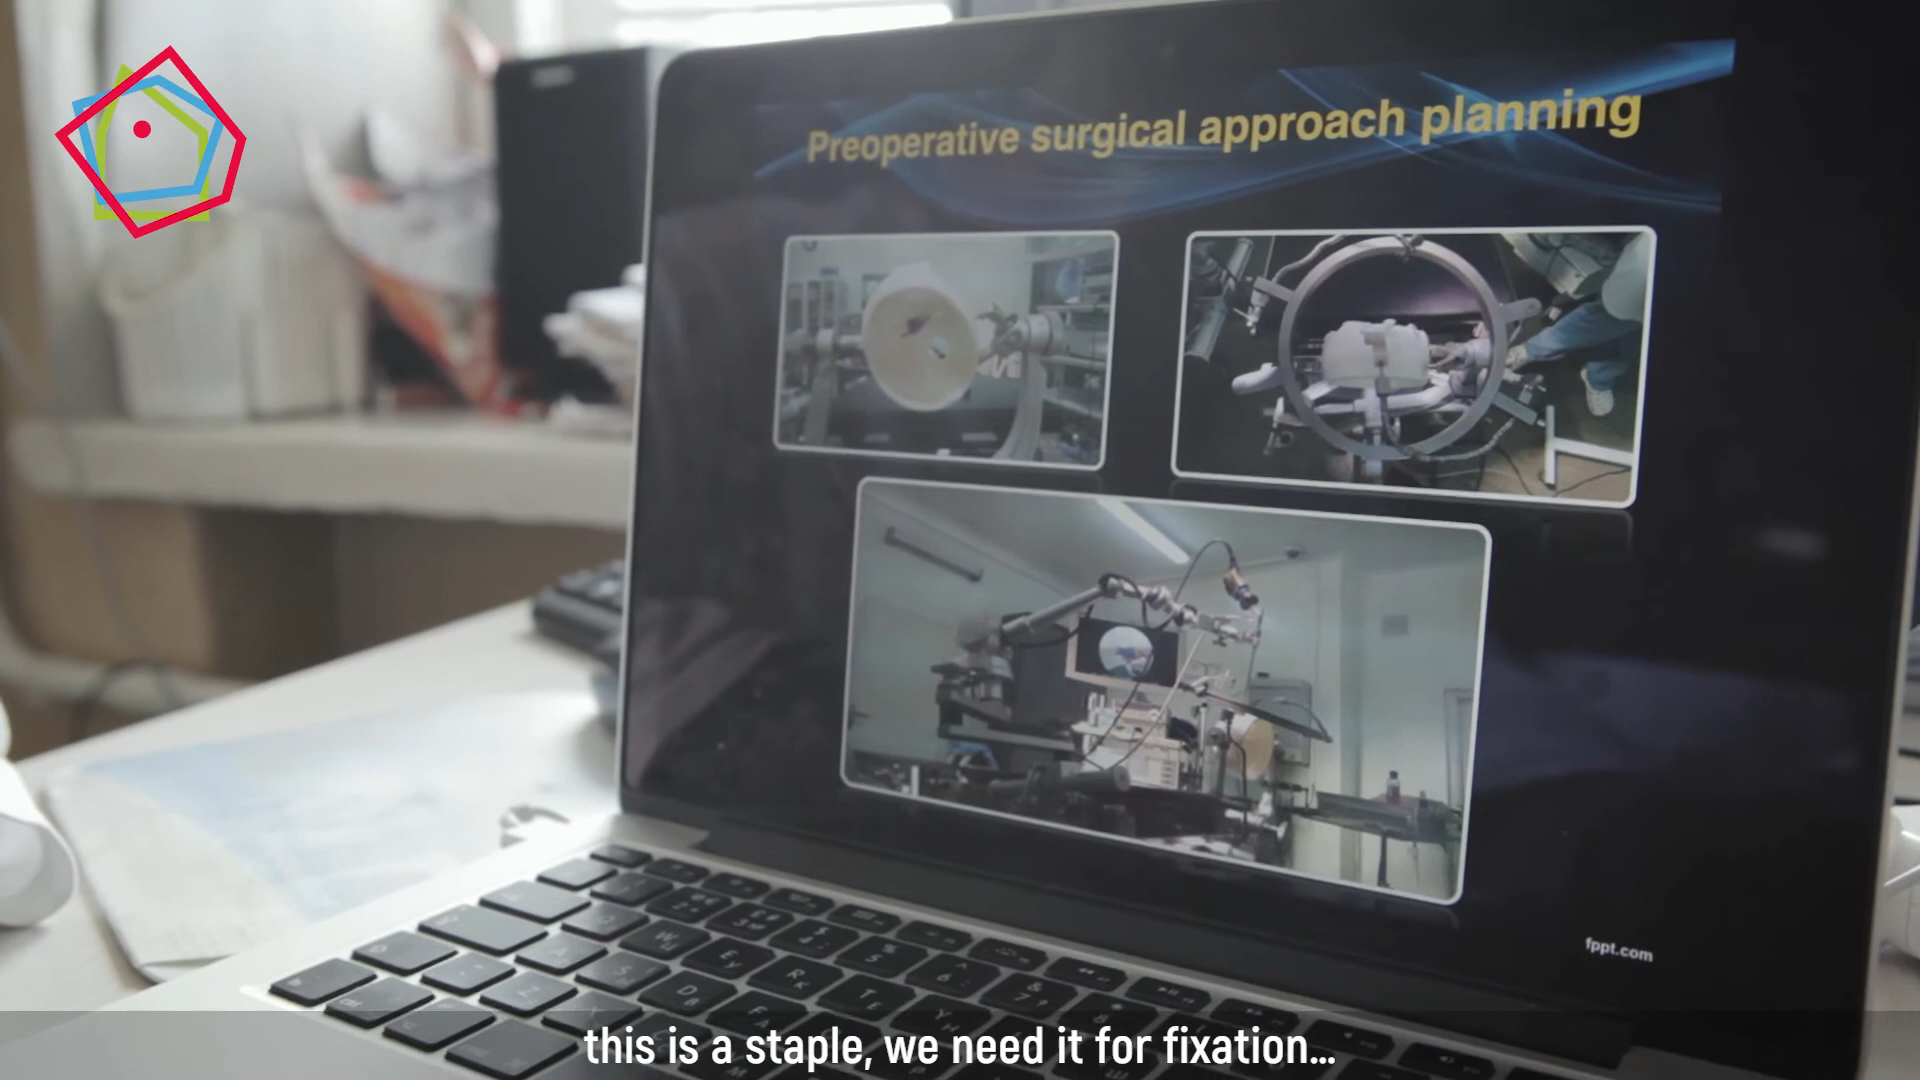 Preoperative surgical approach planning
fppt.com
this is a staple, we need it for fixation...